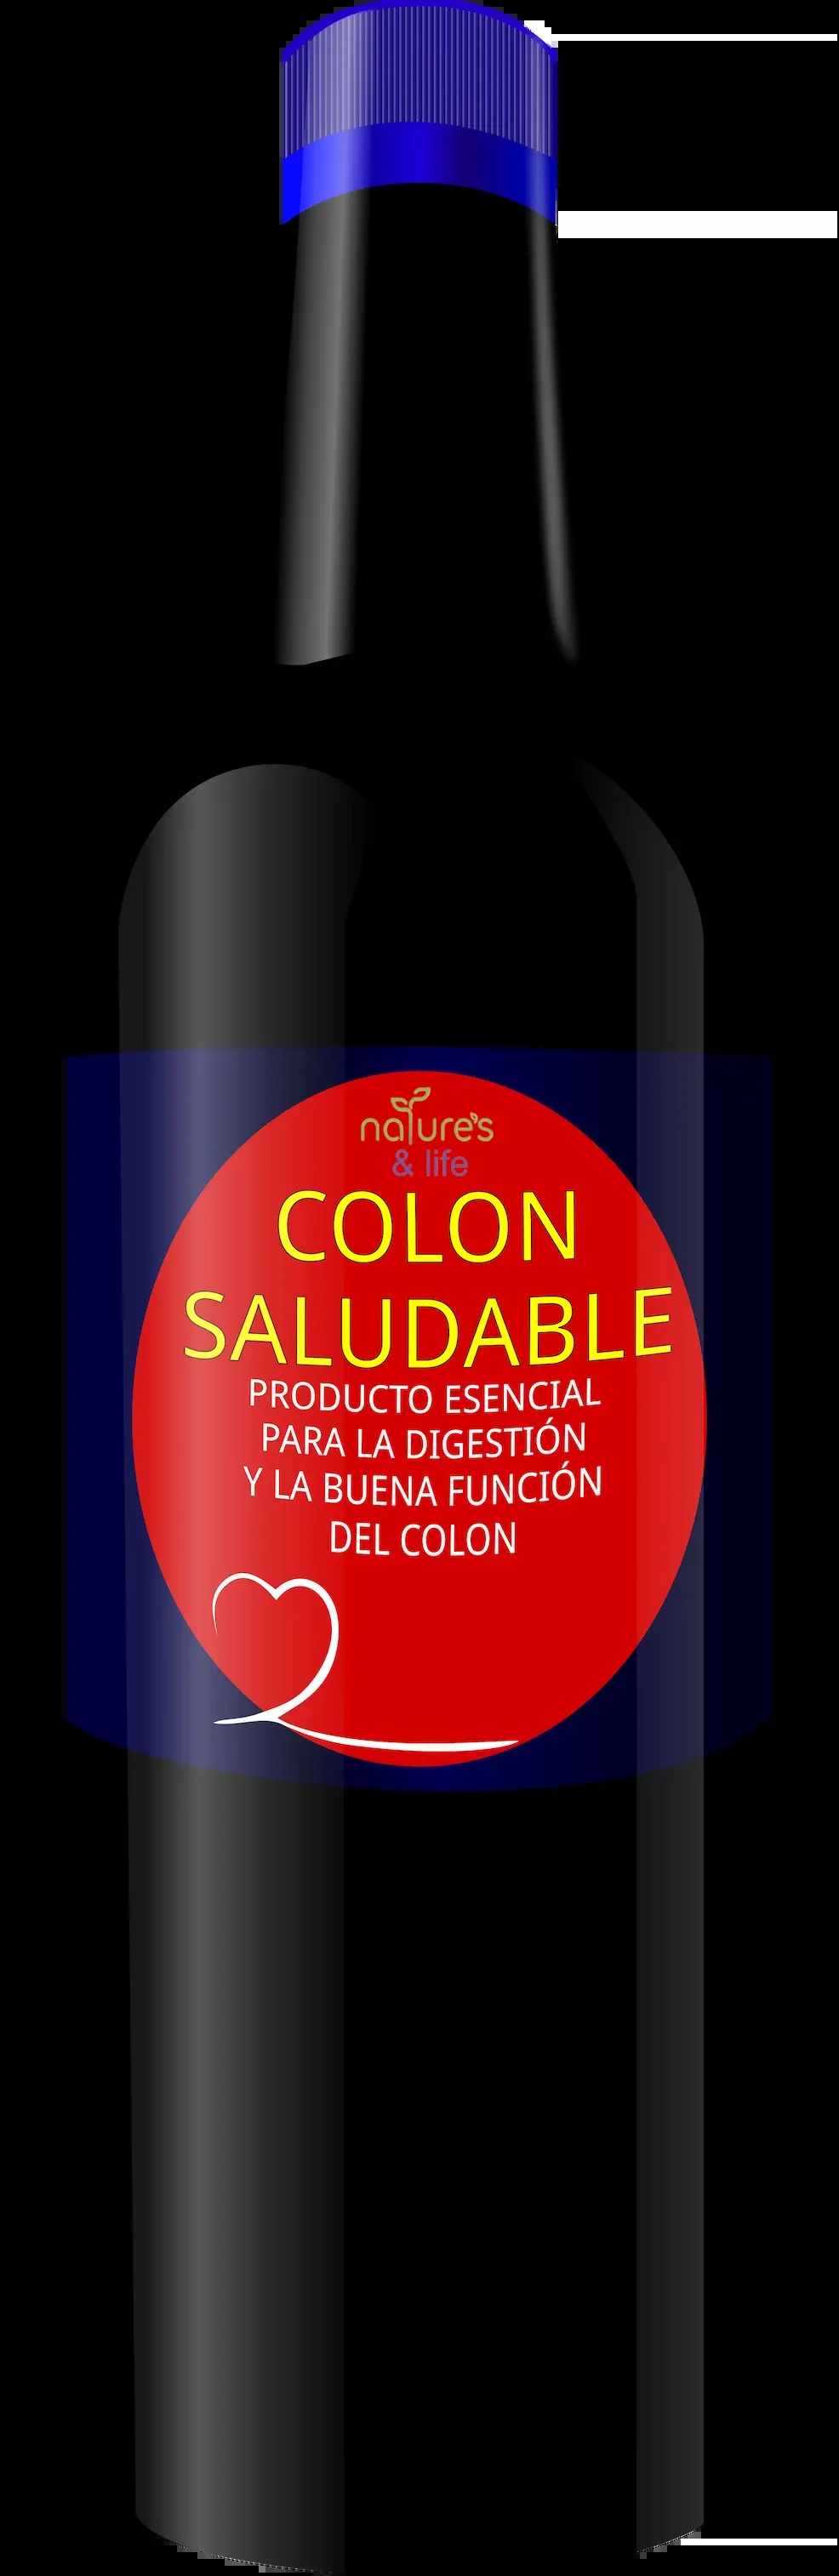 nature's
& life
COLON
SALUDABLE
PRODUCTO ESENCIAL
PARA LA DIGESTIÓN
Y LA BUENA FUNCIÓN
DEL COLON